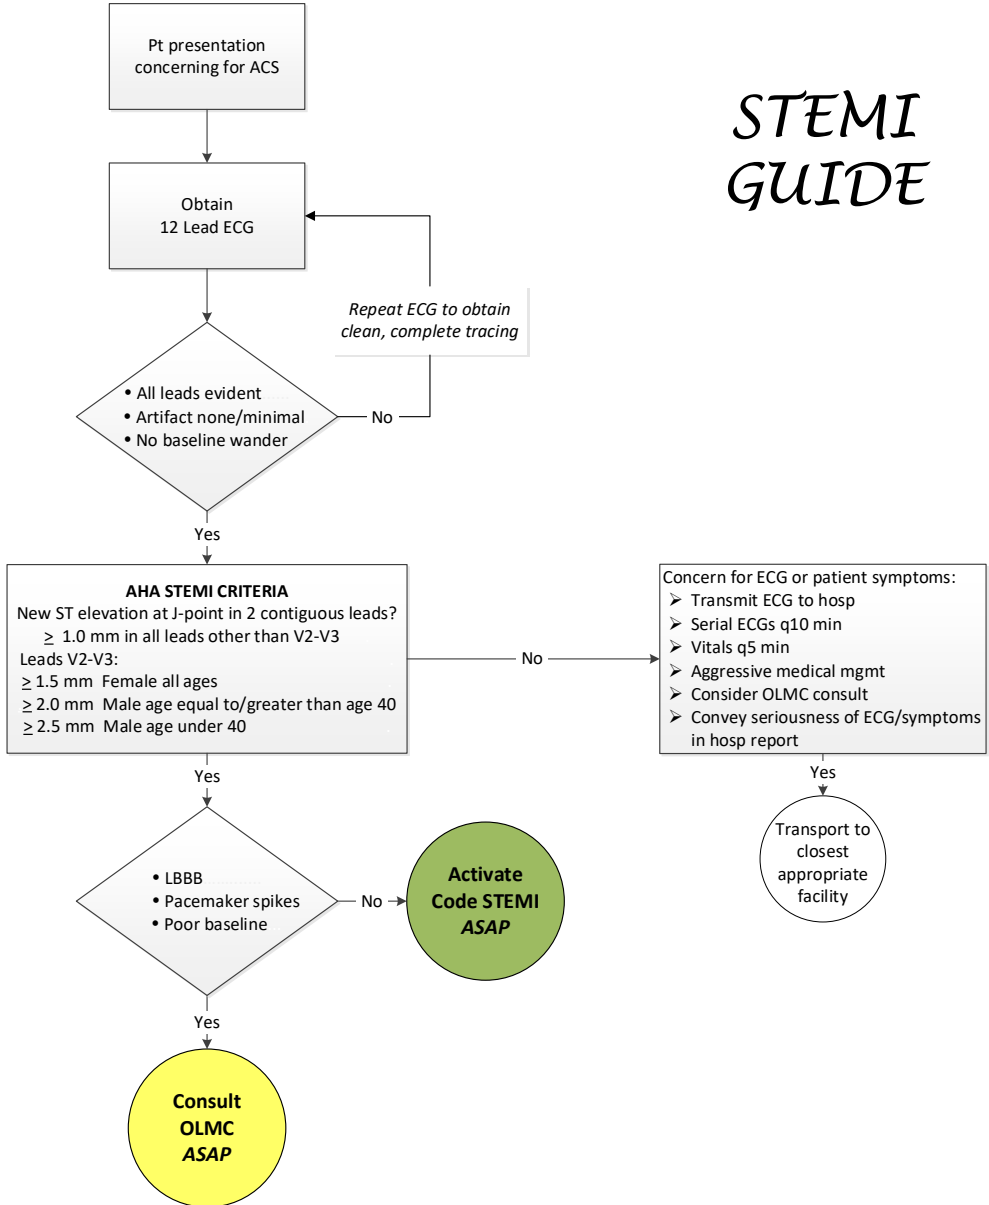 STEMI
GUIDE
Pt presentation
concerning for ACS
Obtain
12 Lead ECG
Repeat ECG to obtain
clean, complete tracing
• All leads evident
• Artifact none/minimal
• No baseline wander
No
Yes
AHA STEMI CRITERIA
New ST elevation at J-point in 2 contiguous leads?
≥ 1.0 mm in all leads other than V2-V3
Leads V2-V3:
≥ 1.5 mm Female all ages
≥ 2.0 mm Male age equal to/greater than age 40
≥ 2.5 mm Male age under 40
No
Concern for ECG or patient symptoms:
➢ Transmit ECG to hosp
➢ Serial ECGs q10 min
➢ Vitals q5 min
➢ Aggressive medical mgmt
➢ Consider OLMC consult
➢ Convey seriousness of ECG/symptoms
in hosp report
Yes
Transport to
closest
appropriate
facility
Yes
• LBBB
• Pacemaker spikes
• Poor baseline
No
Activate
Code STEMI
ASAP
Yes
Consult
OLMC
ASAP